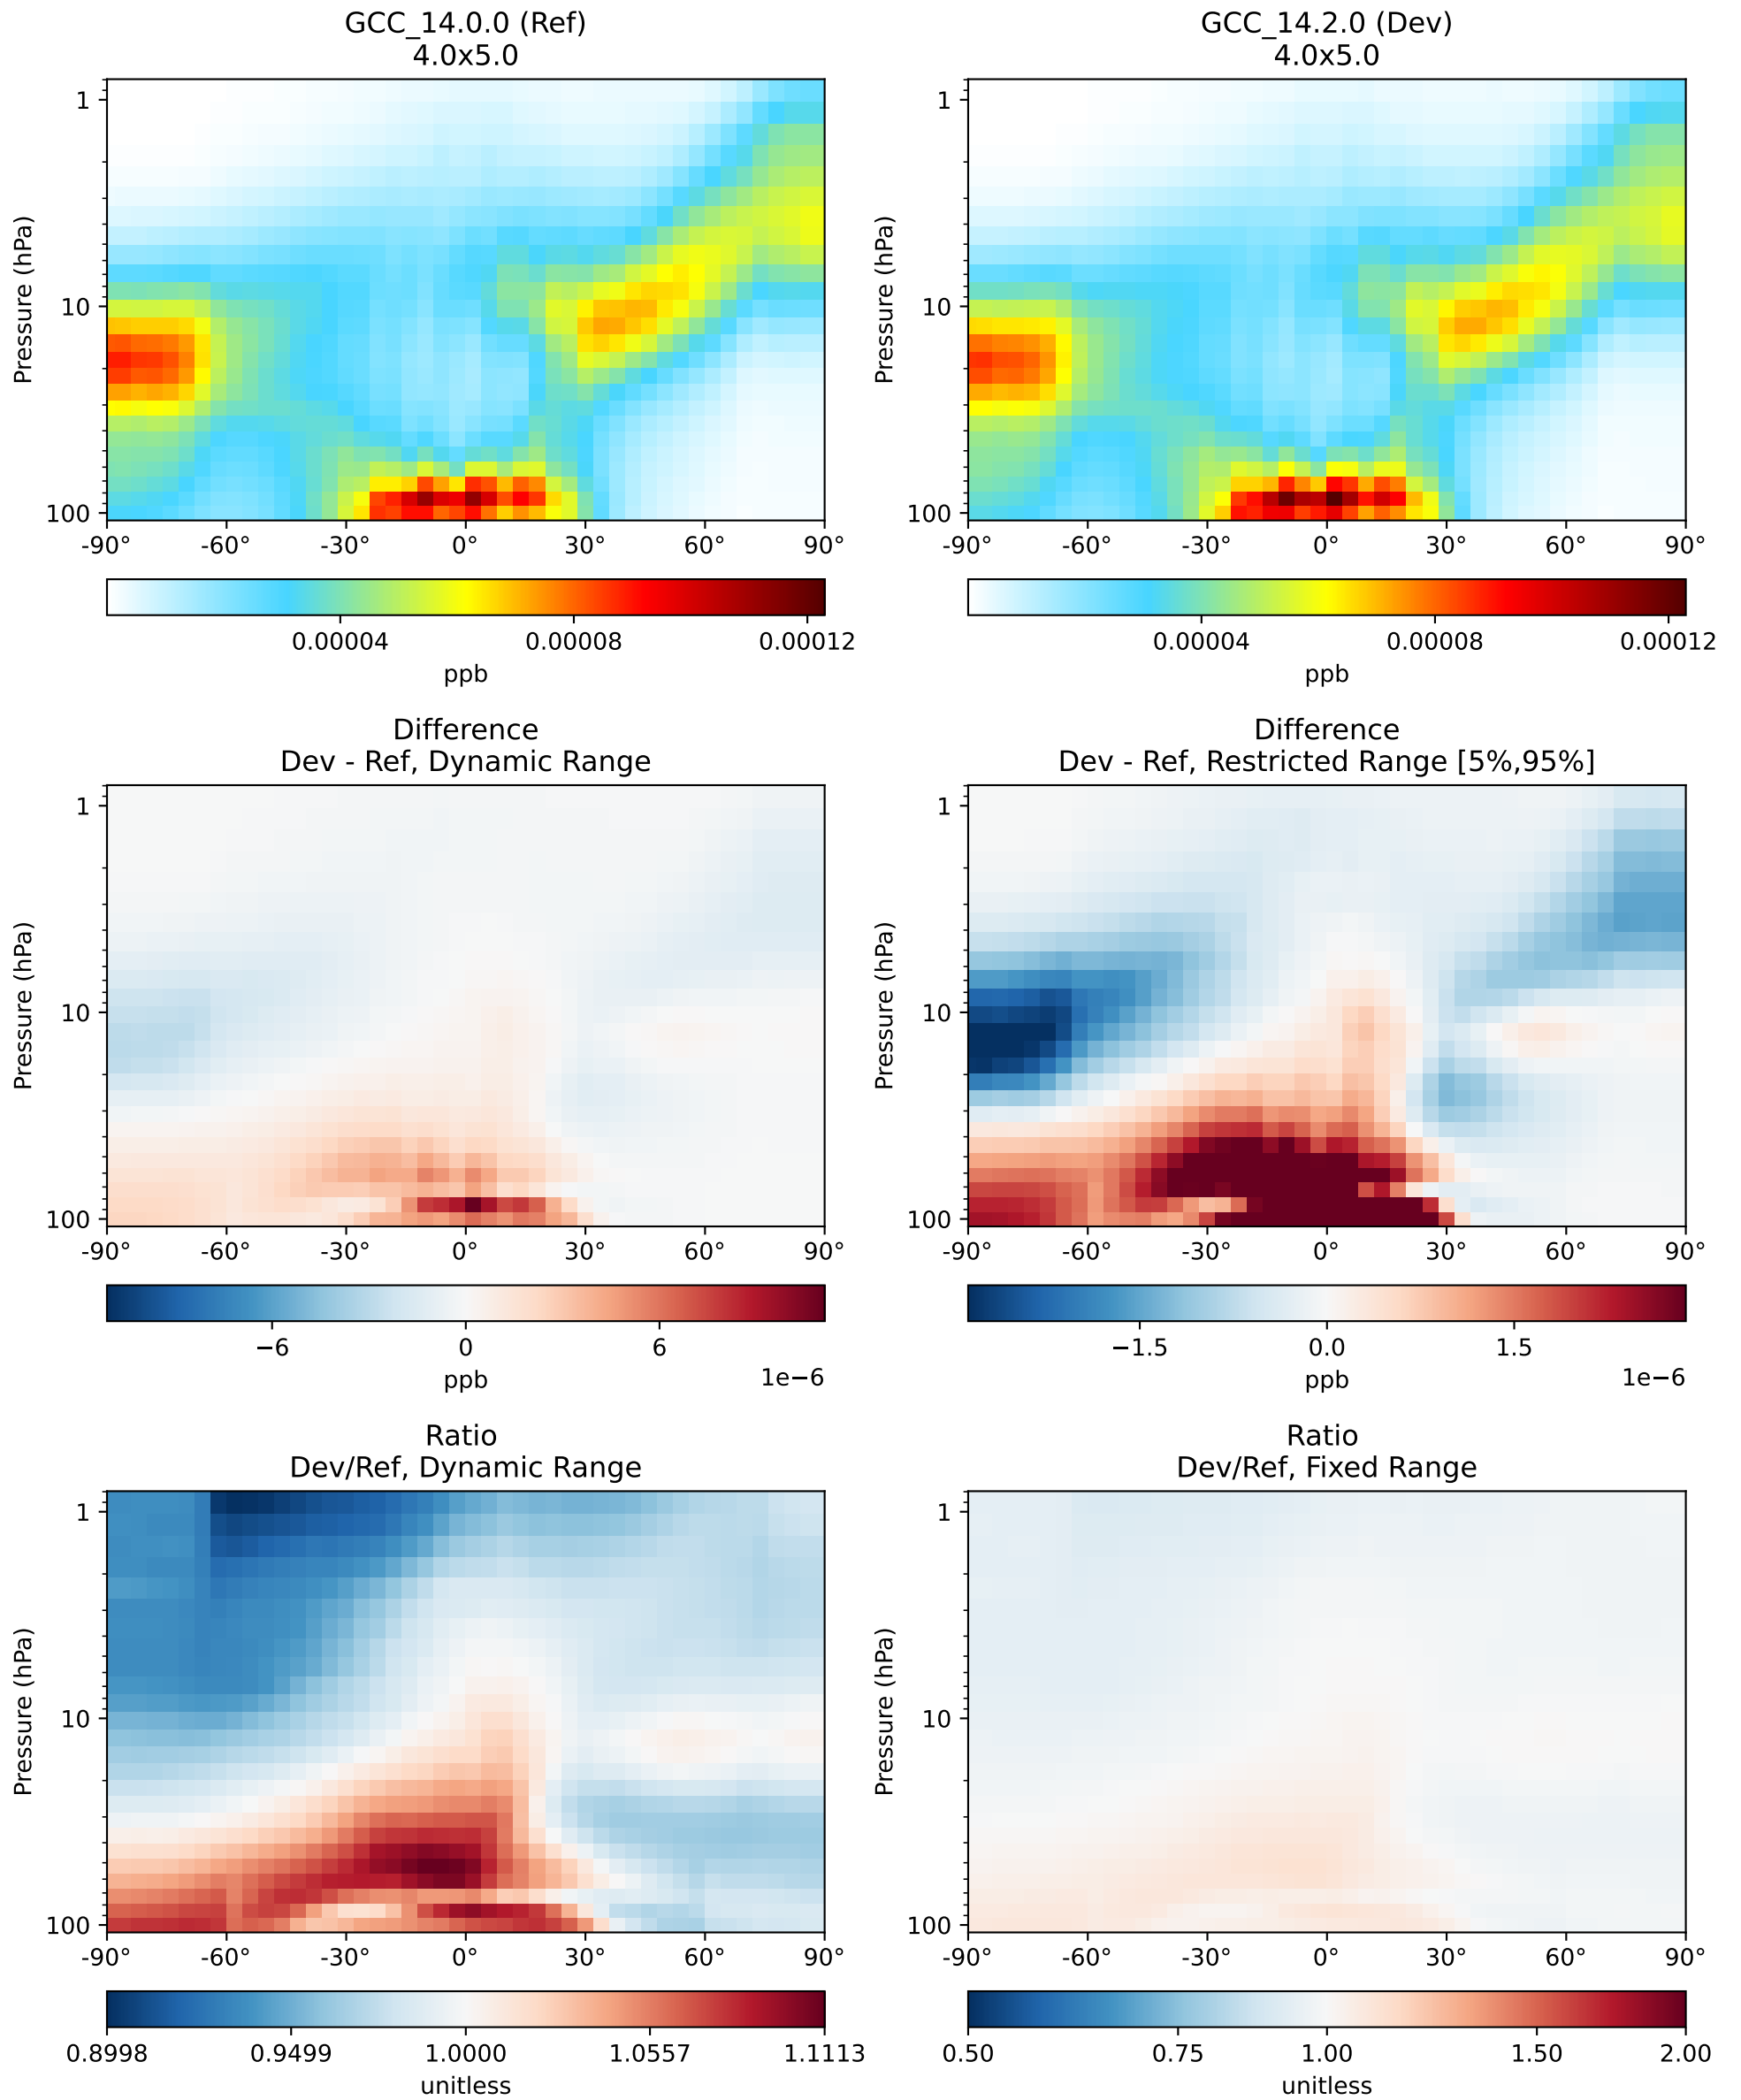 GCC_14.0.0 (Ref)
4.0x5.0
GCC_14.2.0 (Dev)
4.0x5.0
Pressure (hPa)
1
10
100
-90° -60° -30° 0° 30° 60° 90°
0.00004 0.00008 0.00012
ppb
Pressure (hPa)
1
10
100
-90° -60° -30° 0° 30° 60° 90°
0.00004 0.00008 0.00012
ppb
Difference
Dev - Ref, Dynamic Range
Pressure (hPa)
1
10
100
-90° -60° -30° 0° 30° 60° 90°
−6 0 6
1e−6
ppb
Difference
Dev - Ref, Restricted Range [5%,95%]
Pressure (hPa)
1
10
100
-90° -60° -30° 0° 30° 60° 90°
−1.5 0.0 1.5
1e−6
ppb
Ratio
Dev/Ref, Dynamic Range
Pressure (hPa)
1
10
100
-90° -60° -30° 0° 30° 60° 90°
0.8998 0.9499 1.0000 1.0557 1.1113
unitless
Ratio
Dev/Ref, Fixed Range
Pressure (hPa)
1
10
100
-90° -60° -30° 0° 30° 60° 90°
0.50 0.75 1.00 1.50 2.00
unitless